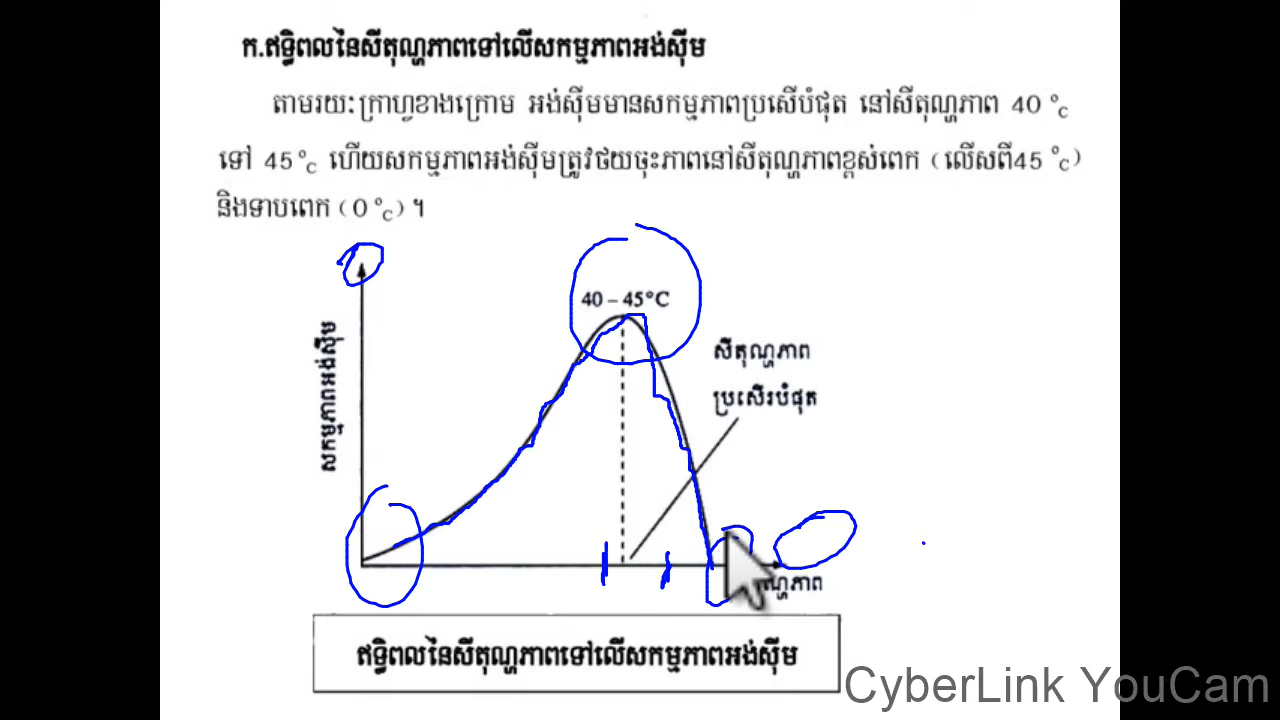 ក.ឥទ្ធិពលនៃសីតុណ្ហភាពទៅលើសកម្មភាពអង់ស៊ីម
តាមរយៈក្រាហ្វខាងក្រោម អង់ស៊ីមមានសកម្មភាពប្រសើបំផុត នៅសីតុណ្ហភាព 40 °c
ទៅ 45 °c ហើយសកម្មភាពអង់ស៊ីមត្រូវថយចុះភាពនៅសីតុណ្ហភាពខ្ពស់ពេក (លើសពី45 °c)
និងទាបពេក (0 °c) ។
40 – 45°C
សកម្មភាពអង់ស៊ីម
សីតុណ្ហភាព
ប្រសើរបំផុត
ឥទ្ធិពលនៃសីតុណ្ហភាពទៅលើសកម្មភាពអង់ស៊ីម
CyberLink YouCam